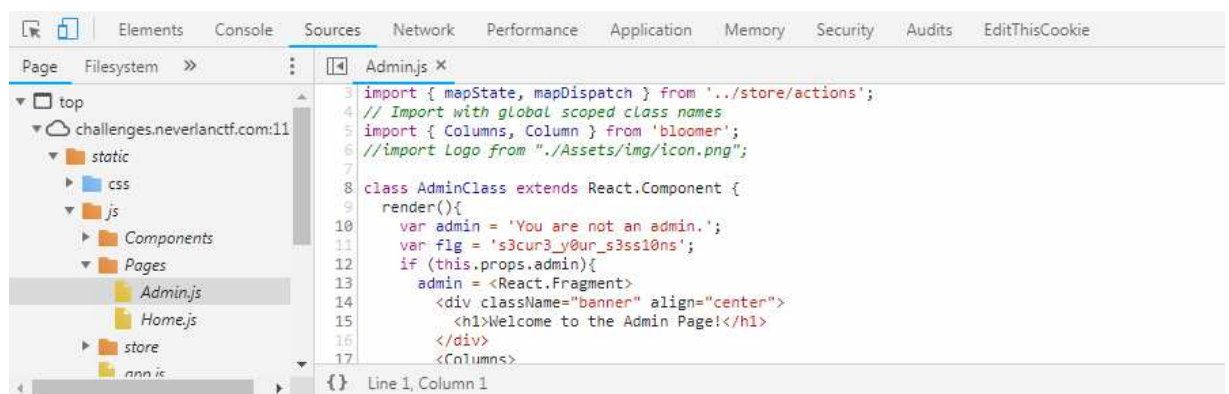 Elements Console Sources Network Performance Application Memory Security Audits EditThisCookie
Page Filesystem » Admin.js ×
top
challenges.neverlanctf.com:11
static
css
js
Components
Pages
Admin.js
Home.js
store
app.js
3 import { mapState, mapDispatch } from '../store/actions';
4 // Import with global scoped class names
5 import { Columns, Column } from 'bloomer';
6 //import Logo from "./Assets/img/icon.png";
7
8 class AdminClass extends React.Component {
9 render(){
10 var admin = 'You are not an admin.';
11 var flg = 's3cur3_y0ur_s3ss10ns';
12 if (this.props.admin){
13 admin = <React.Fragment>
14 <div className="banner" align="center">
15 <h1>Welcome to the Admin Page!</h1>
16 </div>
17 <Columns>
{} Line 1, Column 1